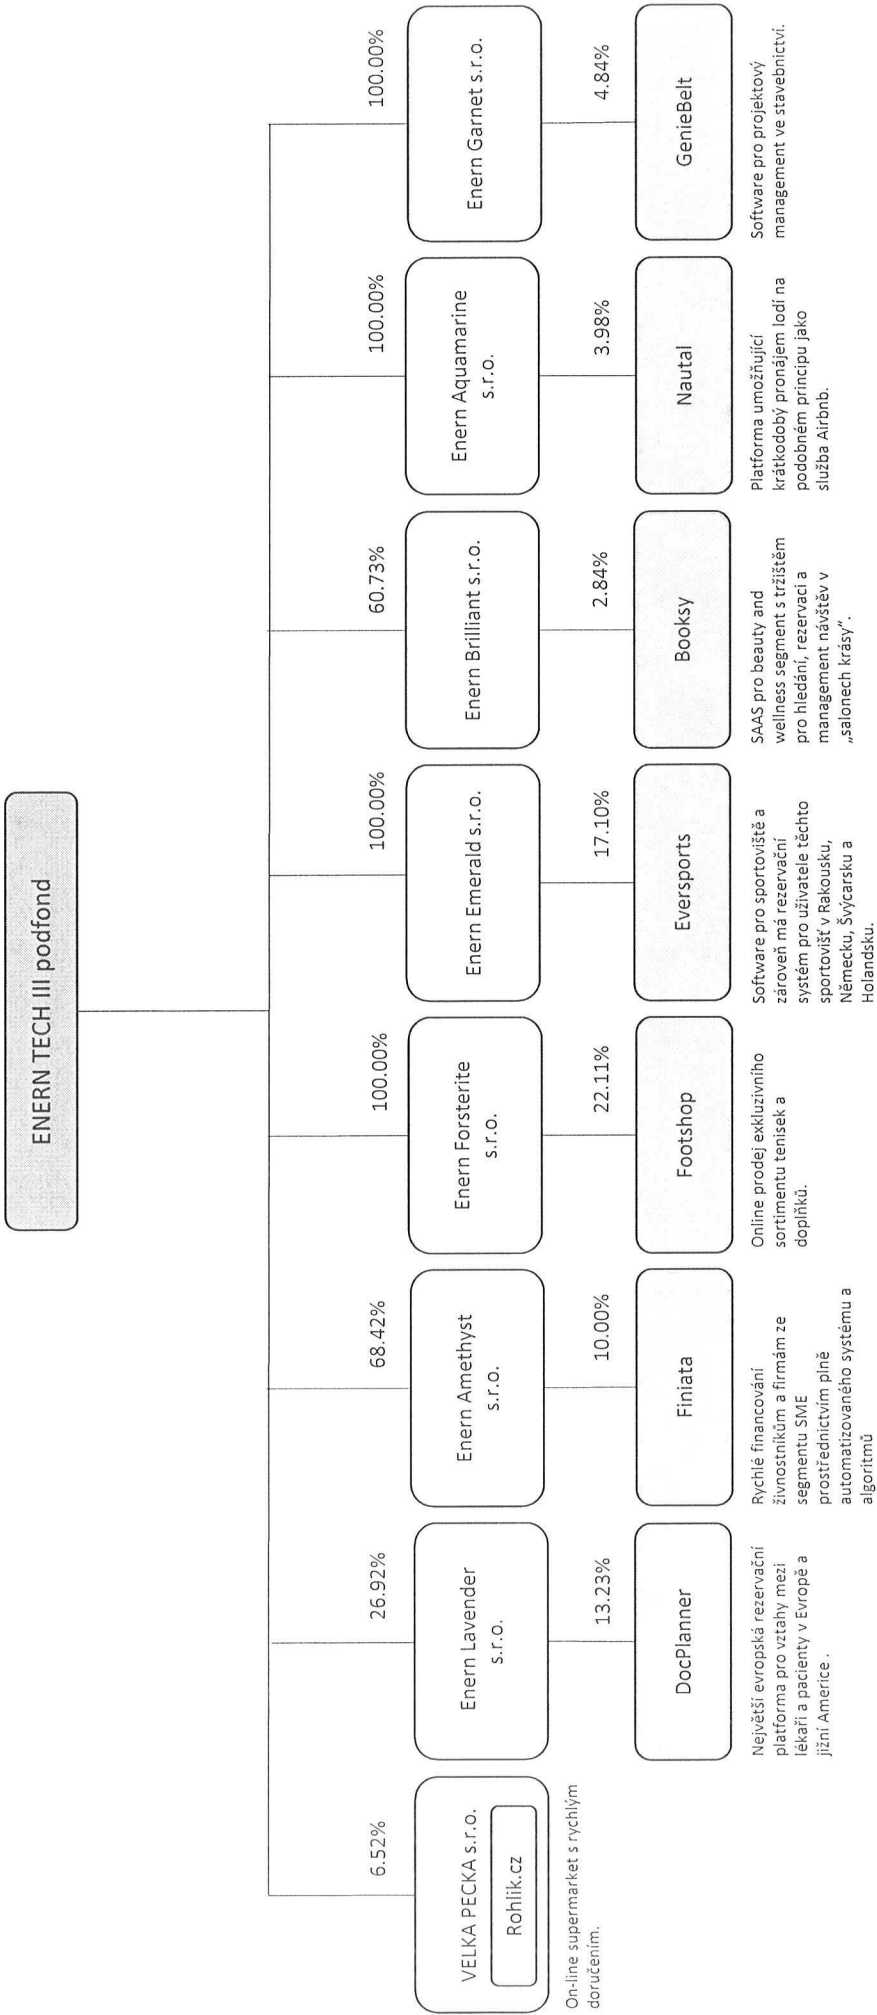 ENERN TECH III podfond
6.52%
VELKA PECKA s.r.o.
Rohlik.cz
On-line supermarket s rychlým
doručením.
26.92%
Enern Lavender
s.r.o.
13.23%
DocPlanner
Největší evropská rezervační
platforma pro vztahy mezi
lékaři a pacienty v Evropě a
jižní Americe .
68.42%
Enern Amethyst
s.r.o.
10.00%
Finiata
Rychlé financování
živnostníkům a firmám ze
segmentu SME
prostřednictvím plně
automatizovaného systému a
algoritmů
100.00%
Enern Forsterite
s.r.o.
22.11%
Footshop
Online prodej exkluzivního
sortimentu tenisek a
doplňků.
100.00%
Enern Emerald s.r.o.
17.10%
Eversports
Software pro sportoviště a
zároveň má rezervační
systém pro uživatele těchto
sportovišť v Rakousku,
Německu, Švýcarsku a
Holandsku.
60.73%
Enern Brilliant s.r.o.
2.84%
Booksy
SAAS pro beauty and
wellness segment s tržištěm
pro hledání, rezervaci a
management návštěv v
„salonech krásy“.
100.00%
Enern Aquamarine
s.r.o.
3.98%
Nautal
Platforma umožňující
krátkodobý pronájem lodí na
podobném principu jako
služba Airbnb.
100.00%
Enern Garnet s.r.o.
4.84%
GenieBelt
Software pro projektový
management ve stavebnictví.